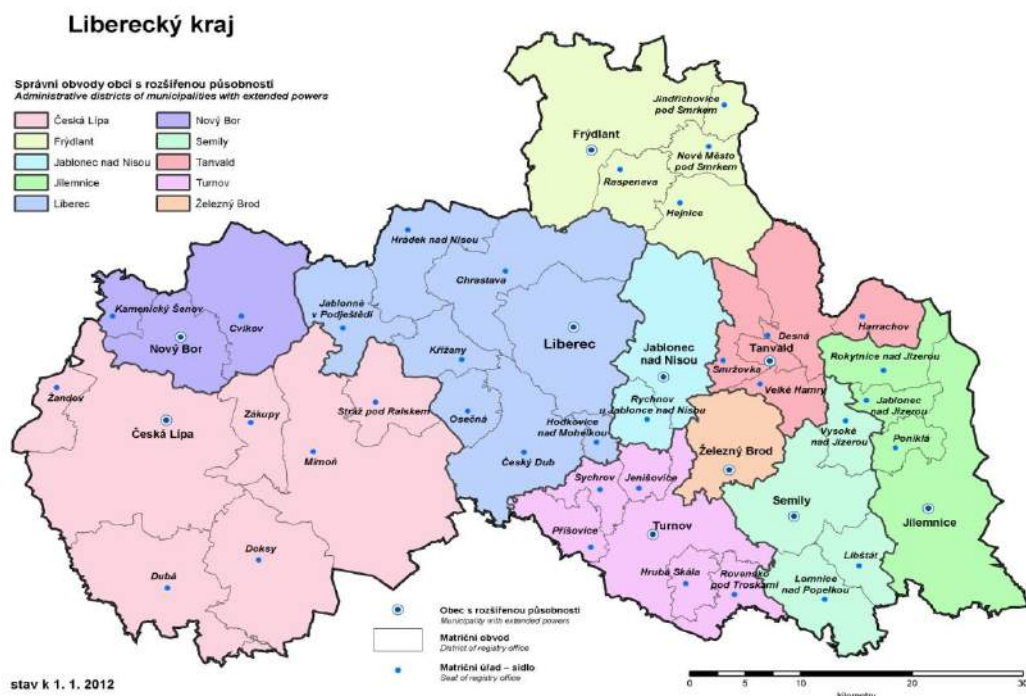 Liberecký kraj
Správní obvody obcí s rozšířenou působností
Administrative districts of municipalities with extended powers
Česká Lípa
Nový Bor
Frýdlant
Semily
Jablonec nad Nisou
Tanvald
Jilemnice
Turnov
Liberec
Železný Brod
Jindřichovice
pod Smrkem
Frýdlant
Nové Město
pod Smrkem
Raspenava
Hejnice
Hrádek nad Nisou
Chrastava
Jablonné
v Podještědí
Kamenický Šenov
Cvikov
Nový Bor
Liberec
Křižany
Jablonec
nad Nisou
Desná
Tanvald
Smržovka
Velké Hamry
Harrachov
Rokytnice nad Jizerou
Jablonec
nad Jizerou
Rychnov
u Jablonce nad Nisou
Žandov
Česká Lípa
Zákupy
Stráž pod Ralskem
Osečná
Hodkovice
nad Mohelkou
Vysoké
nad Jizerou
Poniklá
Mimoň
Český Dub
Železný Brod
Sychrov
Jenišovice
Semily
Jilemnice
Turnov
Příšovice
Doksy
Dubá
Hrubá Skála
Rovensko
pod Troskami
Libštát
Lomnice
nad Popelkou
Obec s rozšířenou působností
Municipality with extended powers
Matriční obvod
District of registry office
Matriční úřad – sídlo
Seat of registry office
stav k 1. 1. 2012
0 5 10 20 30
kilometry